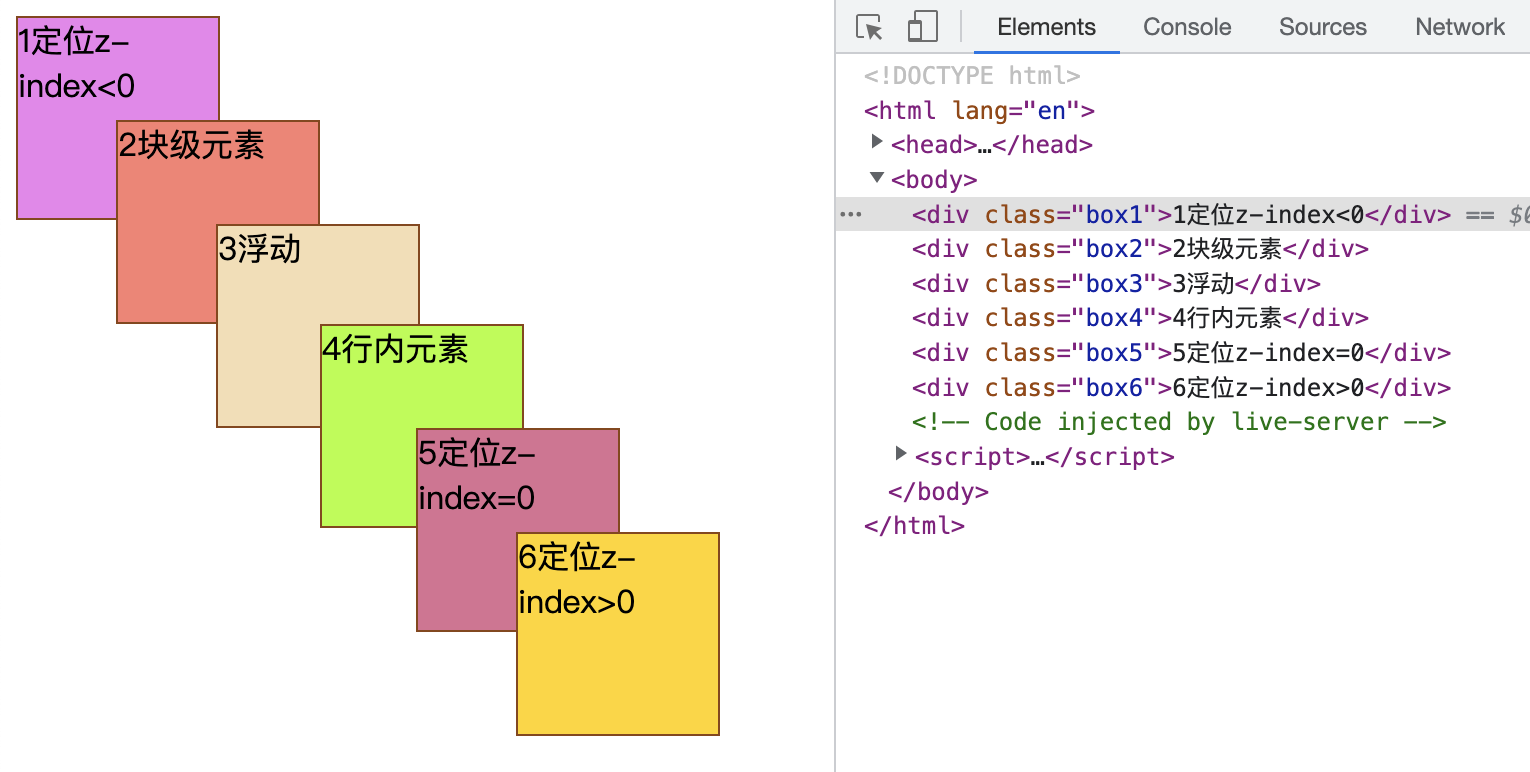 1定位z-
index<0
2块级元素
3浮动
4行内元素
5定位z-
index=0
6定位z-
index>0
Elements Console Sources Network
<!DOCTYPE html>
<html lang="en">
<head>…</head>
<body>
<div class="box1">1定位z-index<0</div> == $0
<div class="box2">2块级元素</div>
<div class="box3">3浮动</div>
<div class="box4">4行内元素</div>
<div class="box5">5定位z-index=0</div>
<div class="box6">6定位z-index>0</div>
<!-- Code injected by live-server -->
<script>…</script>
</body>
</html>